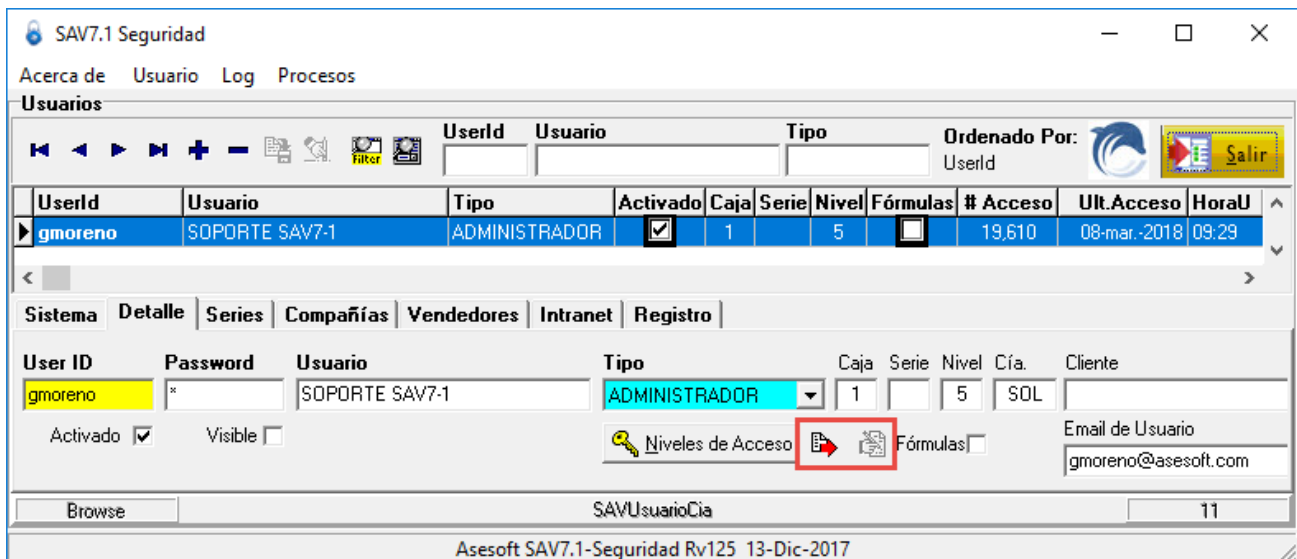 SAV7.1 Seguridad
Acerca de Usuario Log Procesos
Usuarios
UserId Usuario Tipo Ordenado Por:
filter UserId Salir
UserId Usuario Tipo Activado Caja Serie Nivel Fórmulas # Acceso Ult.Acceso HoraU
gmoreno SOPORTE SAV7-1 ADMINISTRADOR 1 5 19,610 08-mar.-2018 09:29
Sistema Detalle Series Compañías Vendedores Intranet Registro
User ID Password Usuario Tipo Caja Serie Nivel Cía. Cliente
gmoreno * SOPORTE SAV7-1 ADMINISTRADOR 1 5 SOL
Activado Visible Niveles de Acceso Fórmulas Email de Usuario
gmoreno@asesoft.com
Browse SAVUsuarioCia 11
Asesoft SAV7.1-Seguridad Rv125 13-Dic-2017